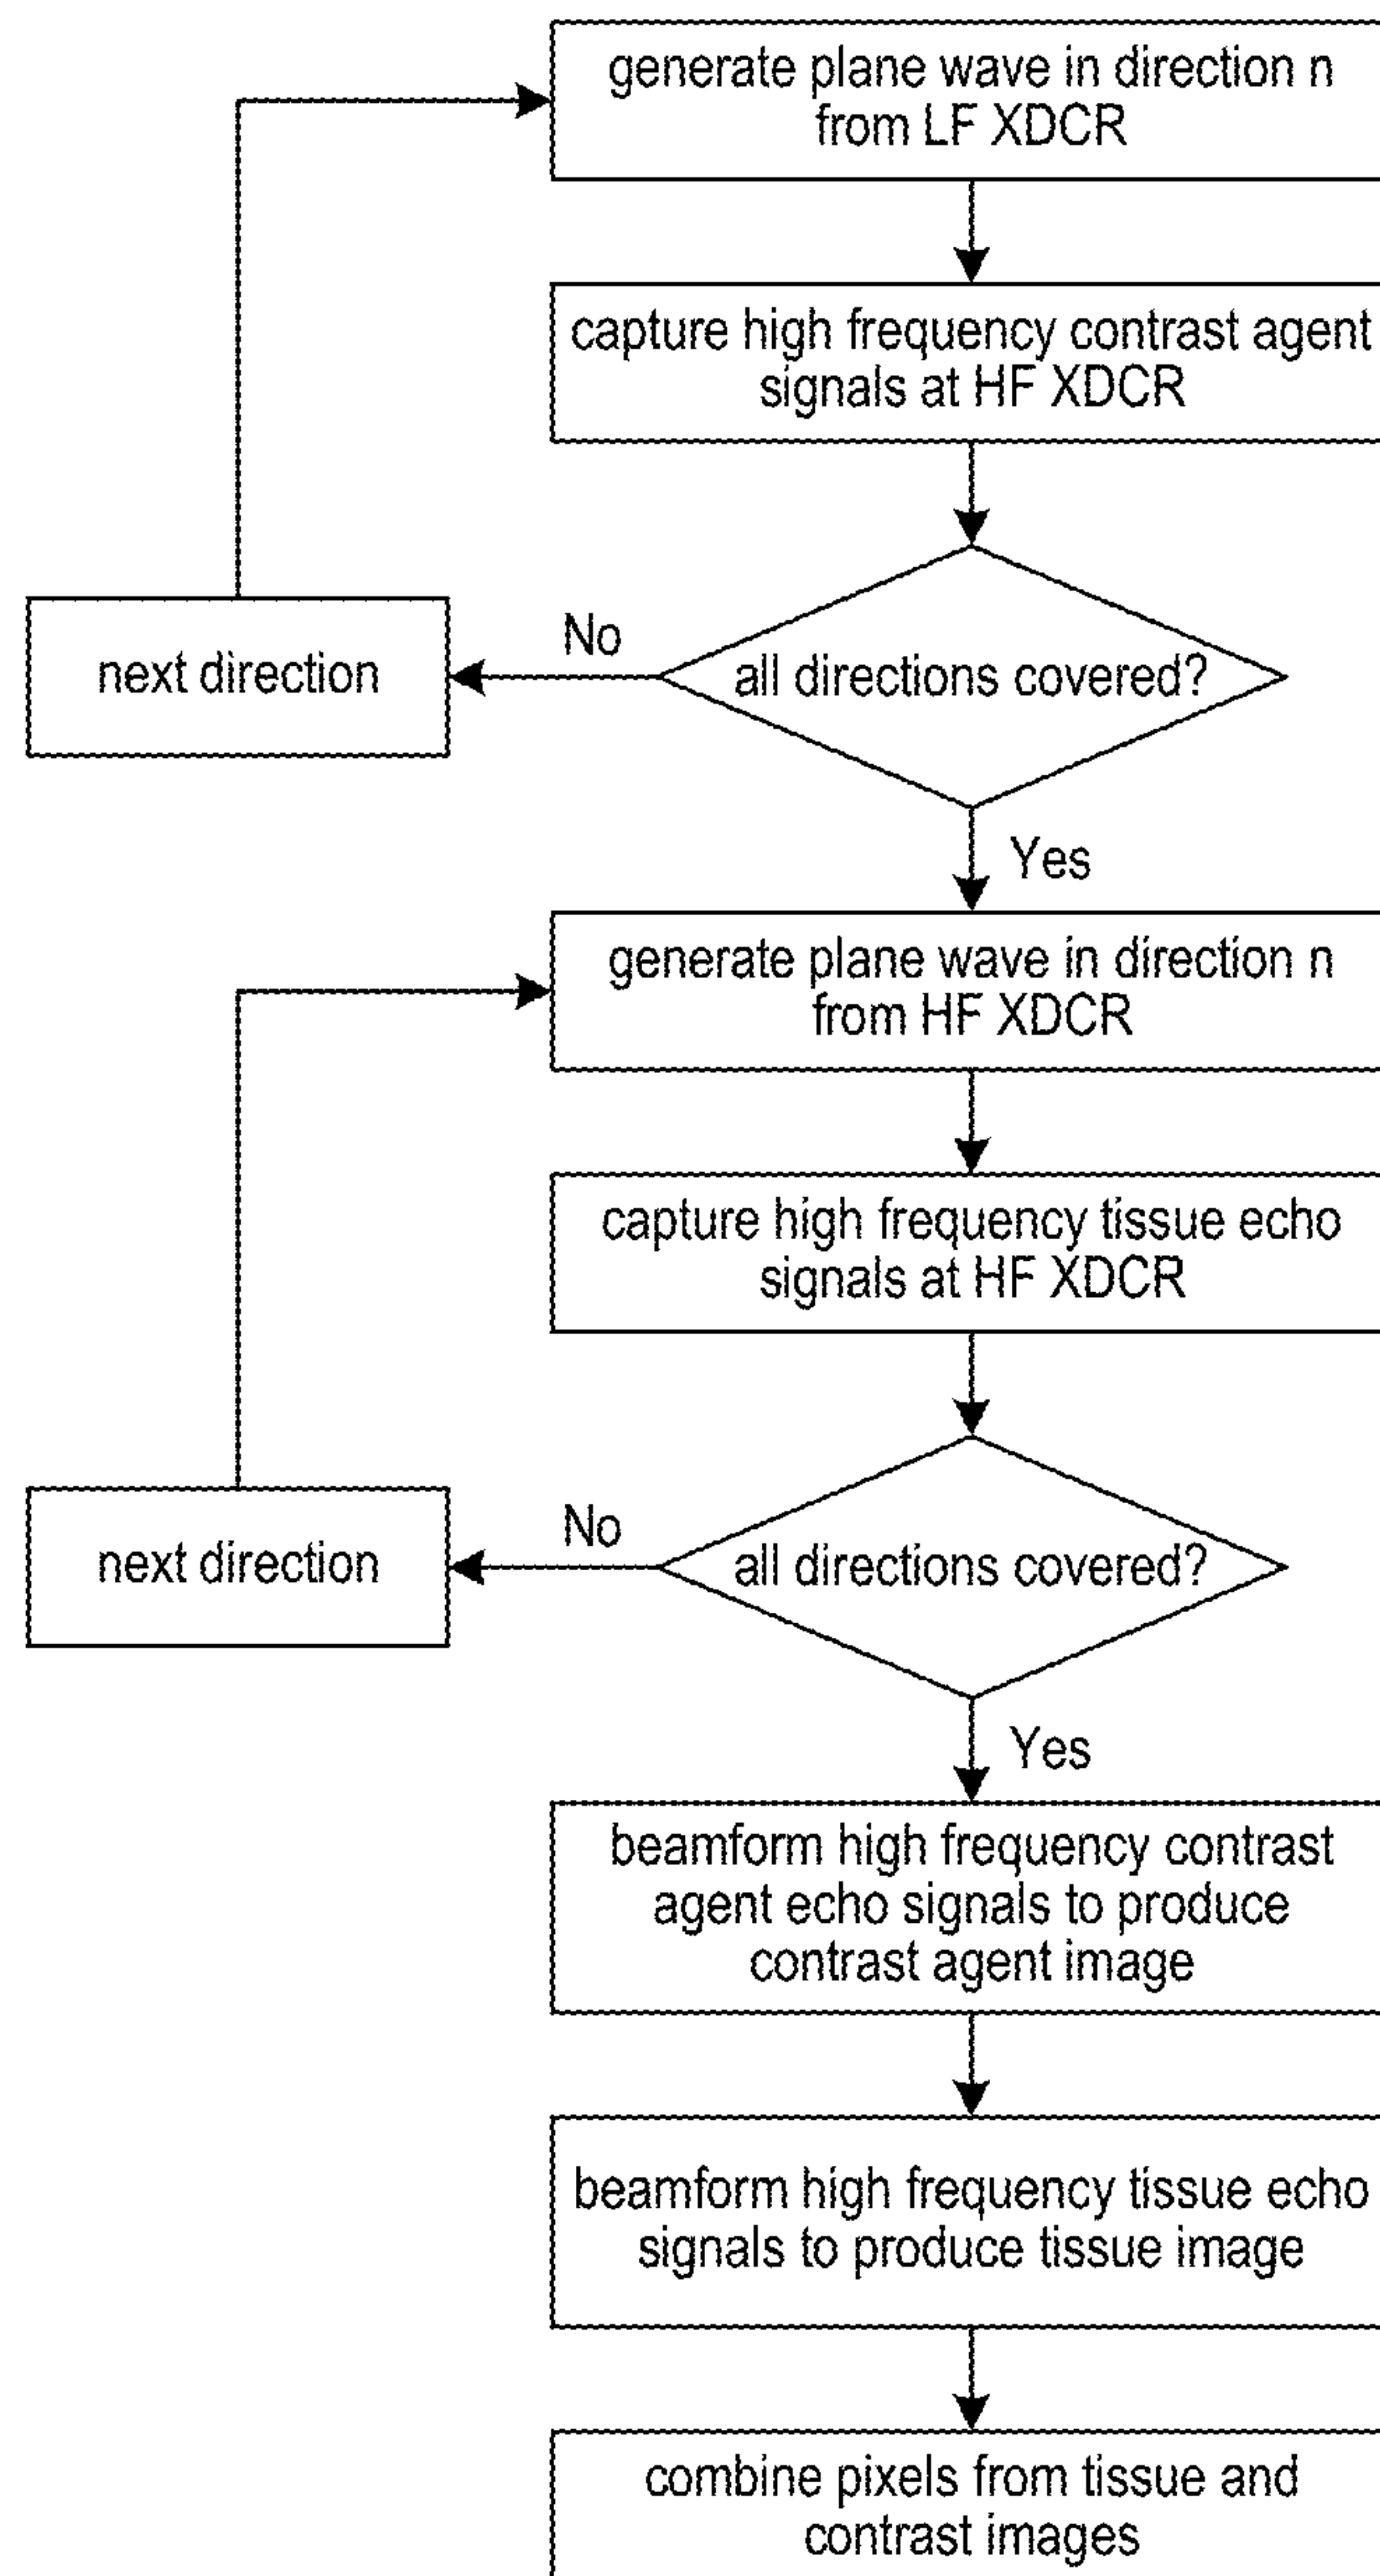 generate plane wave in direction n
from LF XDCR
capture high frequency contrast agent
signals at HF XDCR
all directions covered?
No
next direction
Yes
generate plane wave in direction n
from HF XDCR
capture high frequency tissue echo
signals at HF XDCR
all directions covered?
No
next direction
Yes
beamform high frequency contrast
agent echo signals to produce
contrast agent image
beamform high frequency tissue echo
signals to produce tissue image
combine pixels from tissue and
contrast images